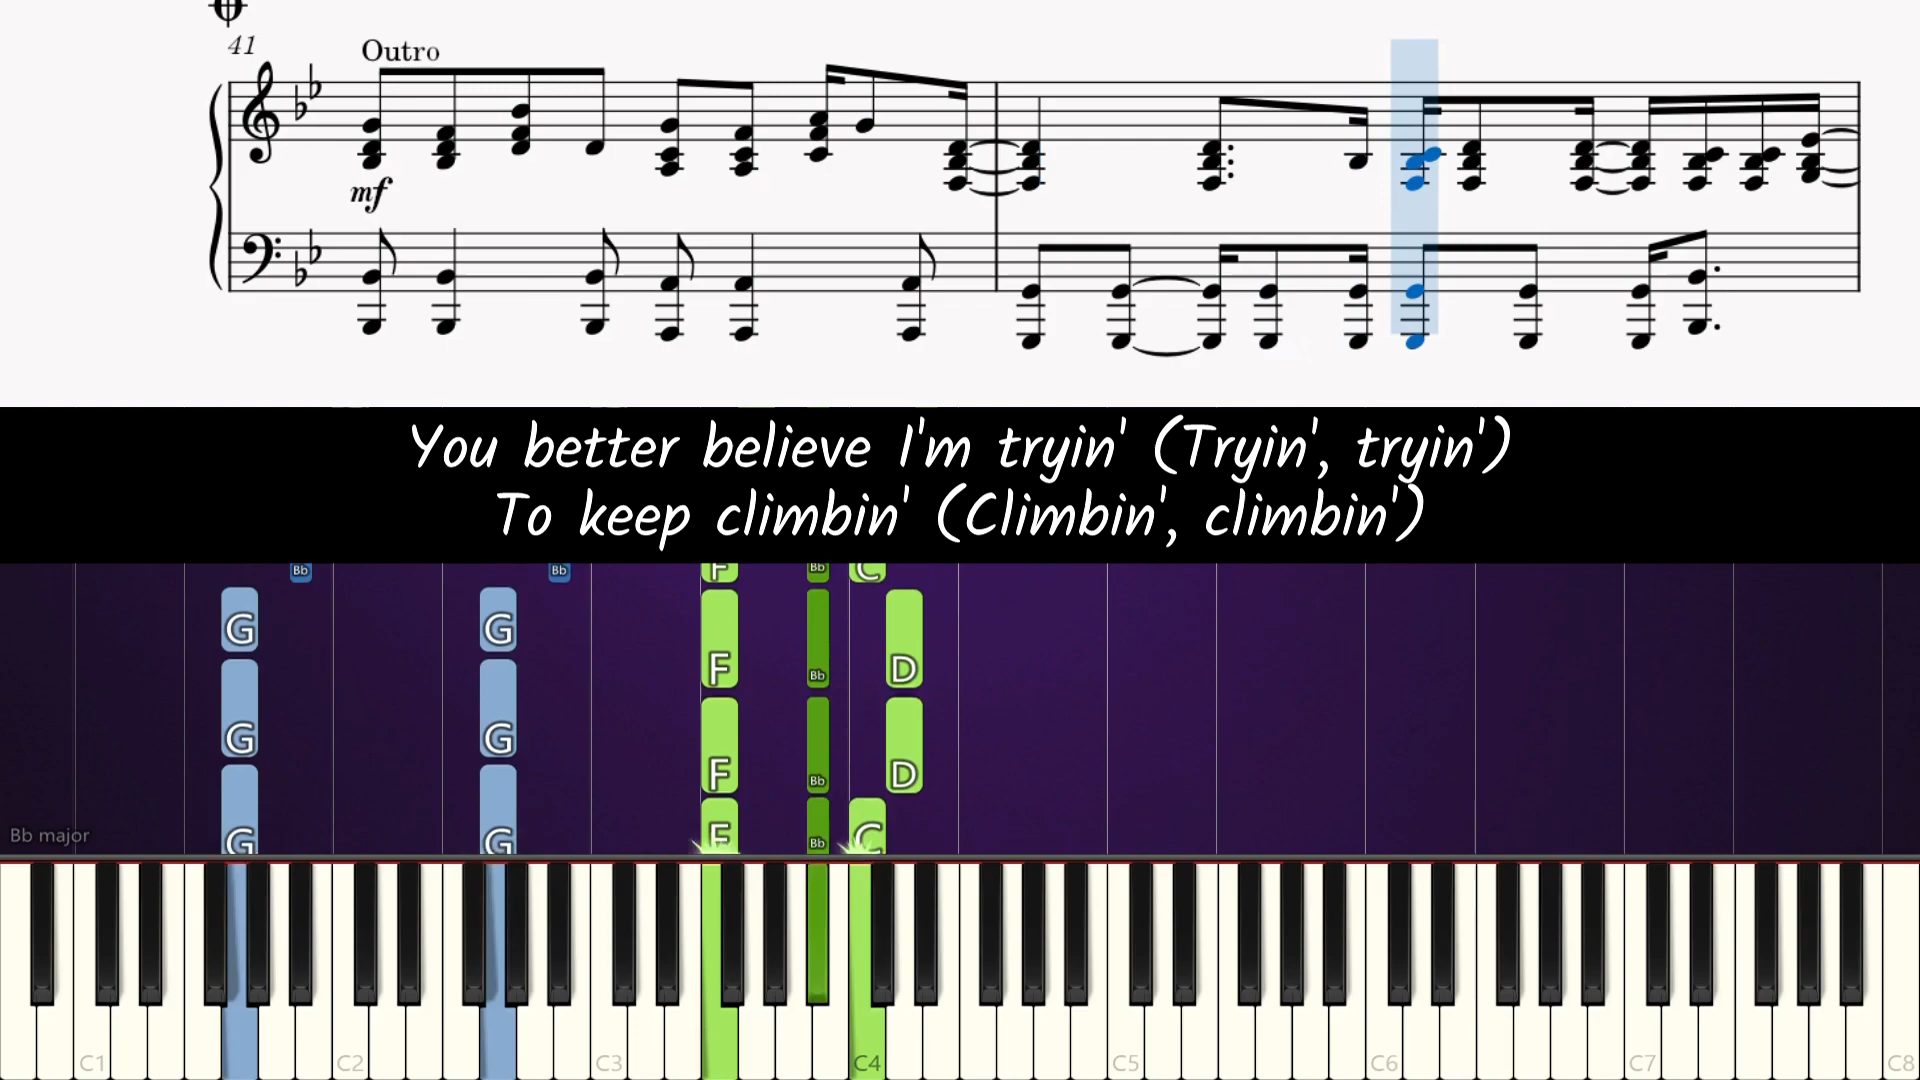 41
Outro
mf
You better believe I'm tryin' (Tryin', tryin')
To keep climbin' (Climbin', climbin')
Bb Bb F Bb C
G G F Bb D
G G F Bb D
G G F Bb C
Bb major
C1 C2 C3 C4 C5 C6 C7 C8